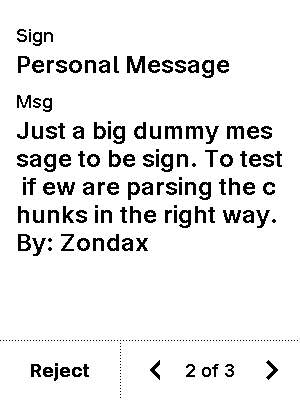 Sign
Personal Message
Msg
Just a big dummy mes
sage to be sign. To test
 if ew are parsing the c
hunks in the right way.
By: Zondax
Reject
2 of 3